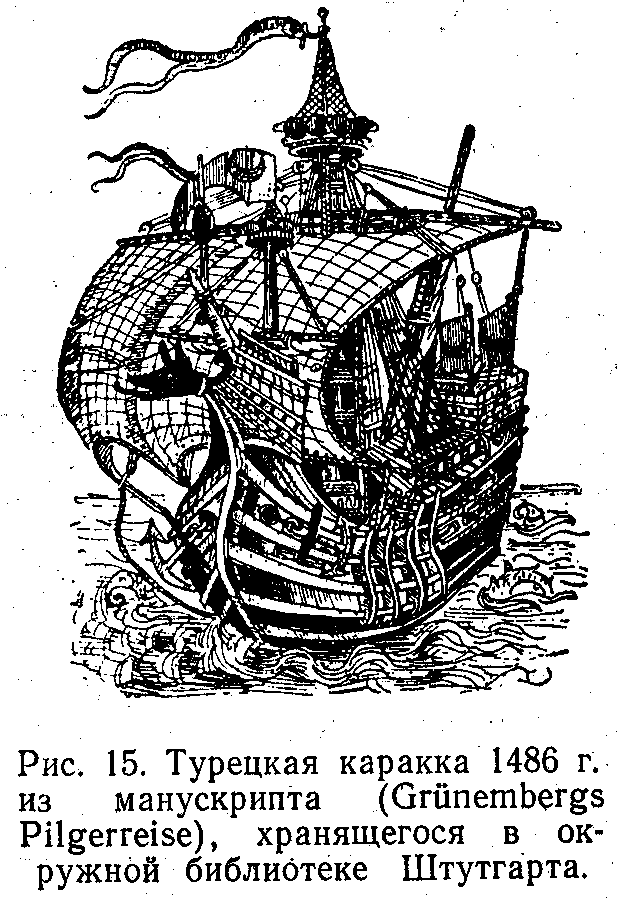 Рис. 15. Турецкая каракка 1486 г.
из манускрипта (Grünembergs
Pilgerreise), хранящегося в ок-
ружной библиотеке Штутгарта.